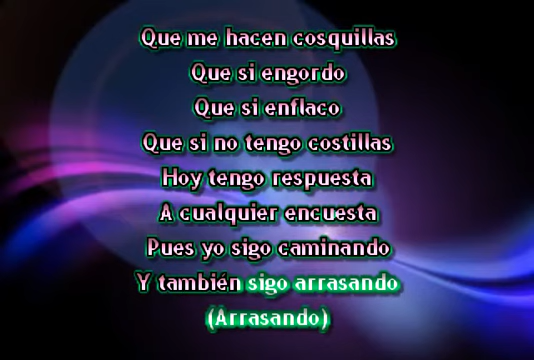 Que me hacen cosquillas
Que si engordo
Que si enflaco
Que si no tengo costillas
Hoy tengo respuesta
A cualquier encuesta
Pues yo sigo caminando
Y también sigo arrasando
(Arrasando)